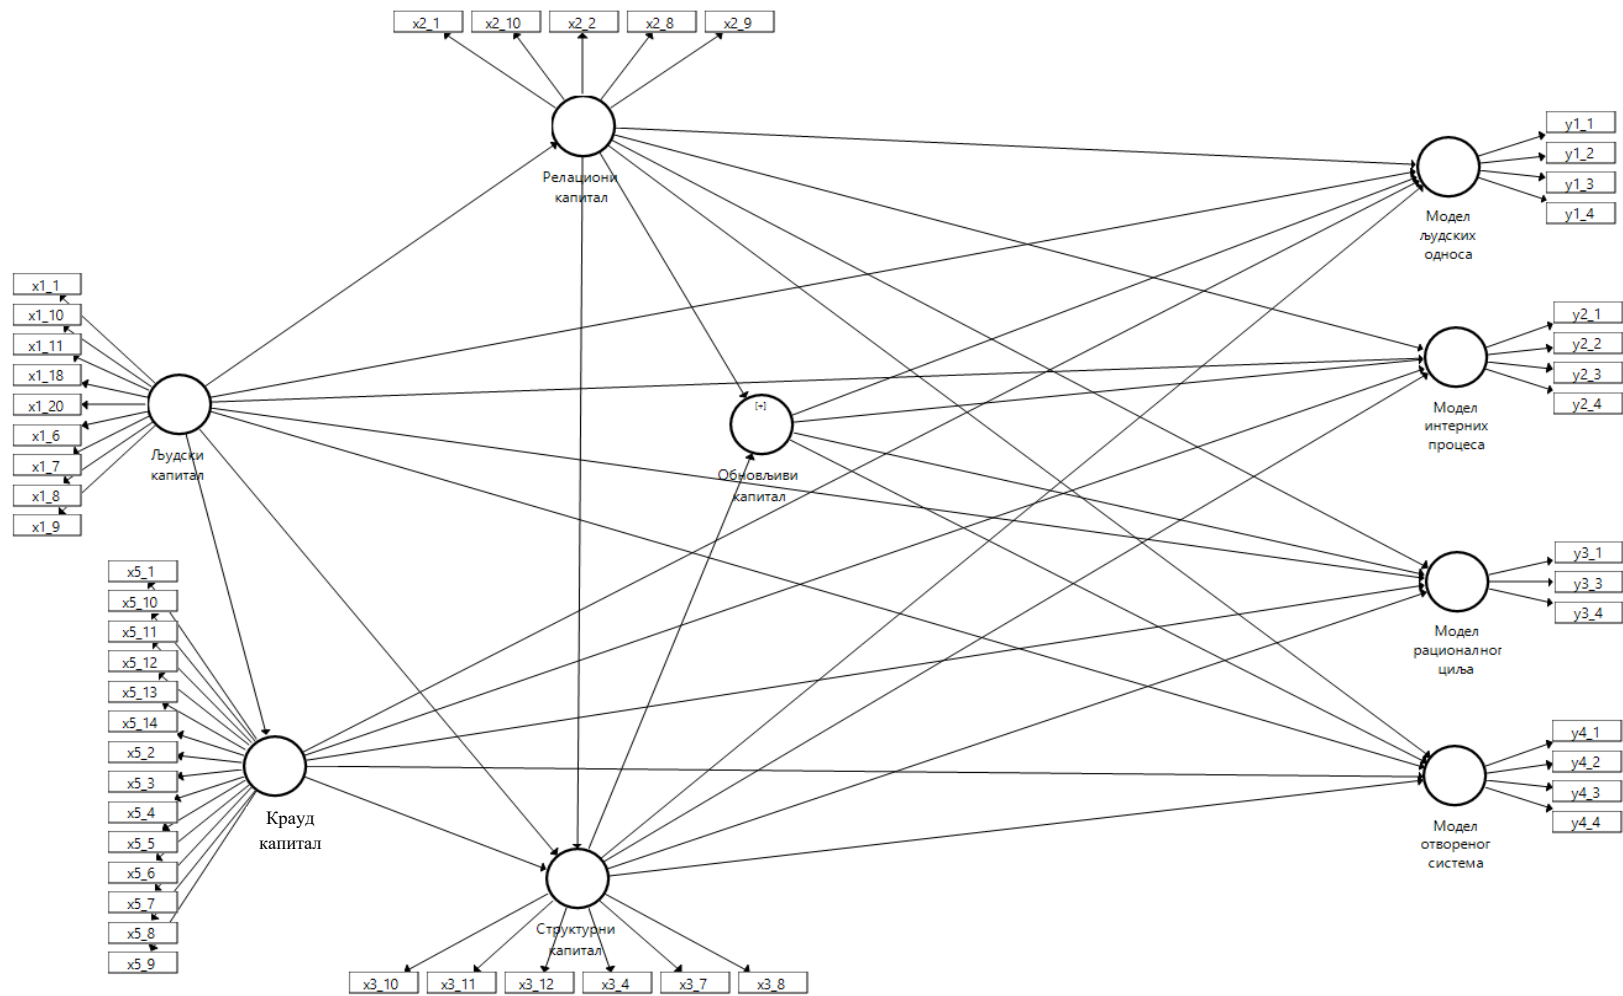 x2_1
x2_10
x2_2
x2_8
x2_9
Релациони
капитал
x1_1
x1_10
x1_11
x1_18
x1_20
x1_6
x1_7
x1_8
x1_9
Људски
капитал
[+]
Обновљиви
капитал
x5_1
x5_10
x5_11
x5_12
x5_13
x5_14
x5_2
x5_3
x5_4
x5_5
x5_6
x5_7
x5_8
x5_9
Крауд
капитал
Структурни
капитал
x3_10
x3_11
x3_12
x3_4
x3_7
x3_8
y1_1
y1_2
y1_3
y1_4
Модел
људских
односа
y2_1
y2_2
y2_3
y2_4
Модел
интерних
процеса
y3_1
y3_3
y3_4
Модел
рационалног
циља
y4_1
y4_2
y4_3
y4_4
Модел
отвореног
система